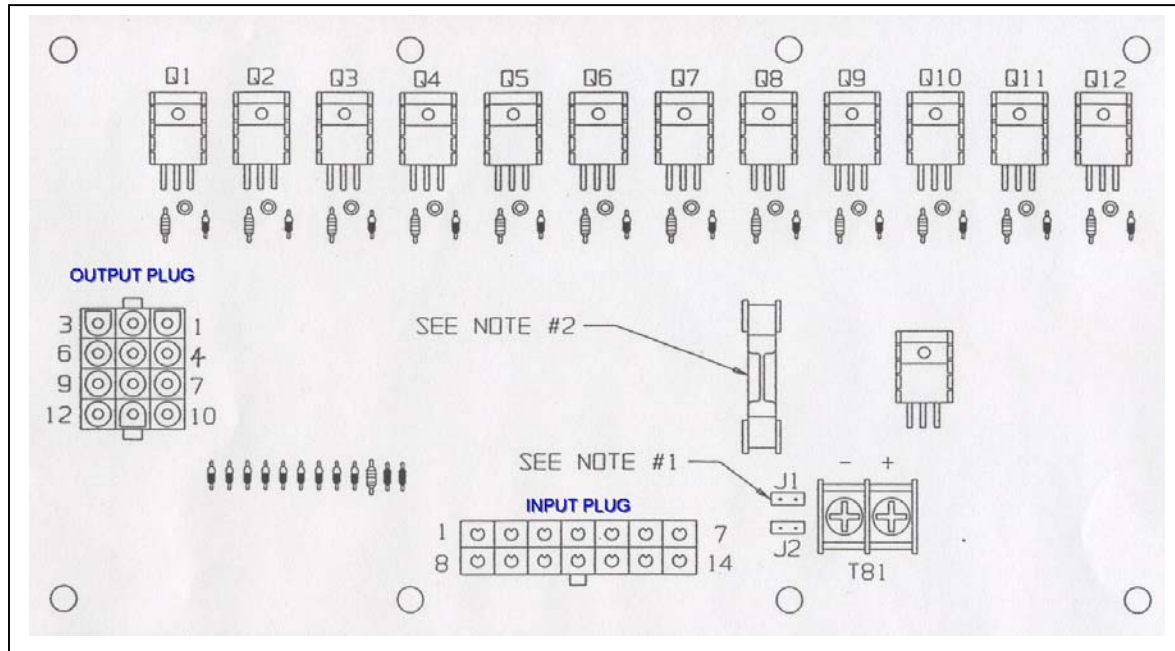 Q1 Q2 Q3 Q4 Q5 Q6 Q7 Q8 Q9 Q10 Q11 Q12
OUTPUT PLUG
3 1
6 4
9 7
12 10
SEE NOTE #2
SEE NOTE #1
- +
J1
J2
TB1
INPUT PLUG
1 7
8 14